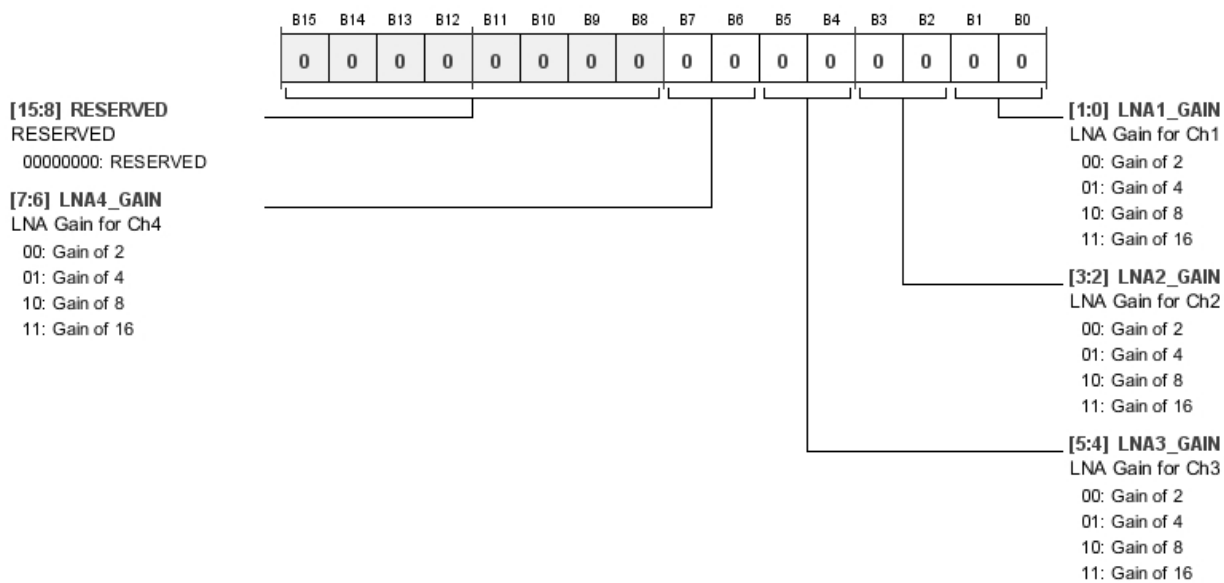 B15 B14 B13 B12 B11 B10 B9 B8 B7 B6 B5 B4 B3 B2 B1 B0
0 0 0 0 0 0 0 0 0 0 0 0 0 0 0 0
[15:8] RESERVED
RESERVED
00000000: RESERVED
[7:6] LNA4_GAIN
LNA Gain for Ch4
00: Gain of 2
01: Gain of 4
10: Gain of 8
11: Gain of 16
[1:0] LNA1_GAIN
LNA Gain for Ch1
00: Gain of 2
01: Gain of 4
10: Gain of 8
11: Gain of 16
[3:2] LNA2_GAIN
LNA Gain for Ch2
00: Gain of 2
01: Gain of 4
10: Gain of 8
11: Gain of 16
[5:4] LNA3_GAIN
LNA Gain for Ch3
00: Gain of 2
01: Gain of 4
10: Gain of 8
11: Gain of 16